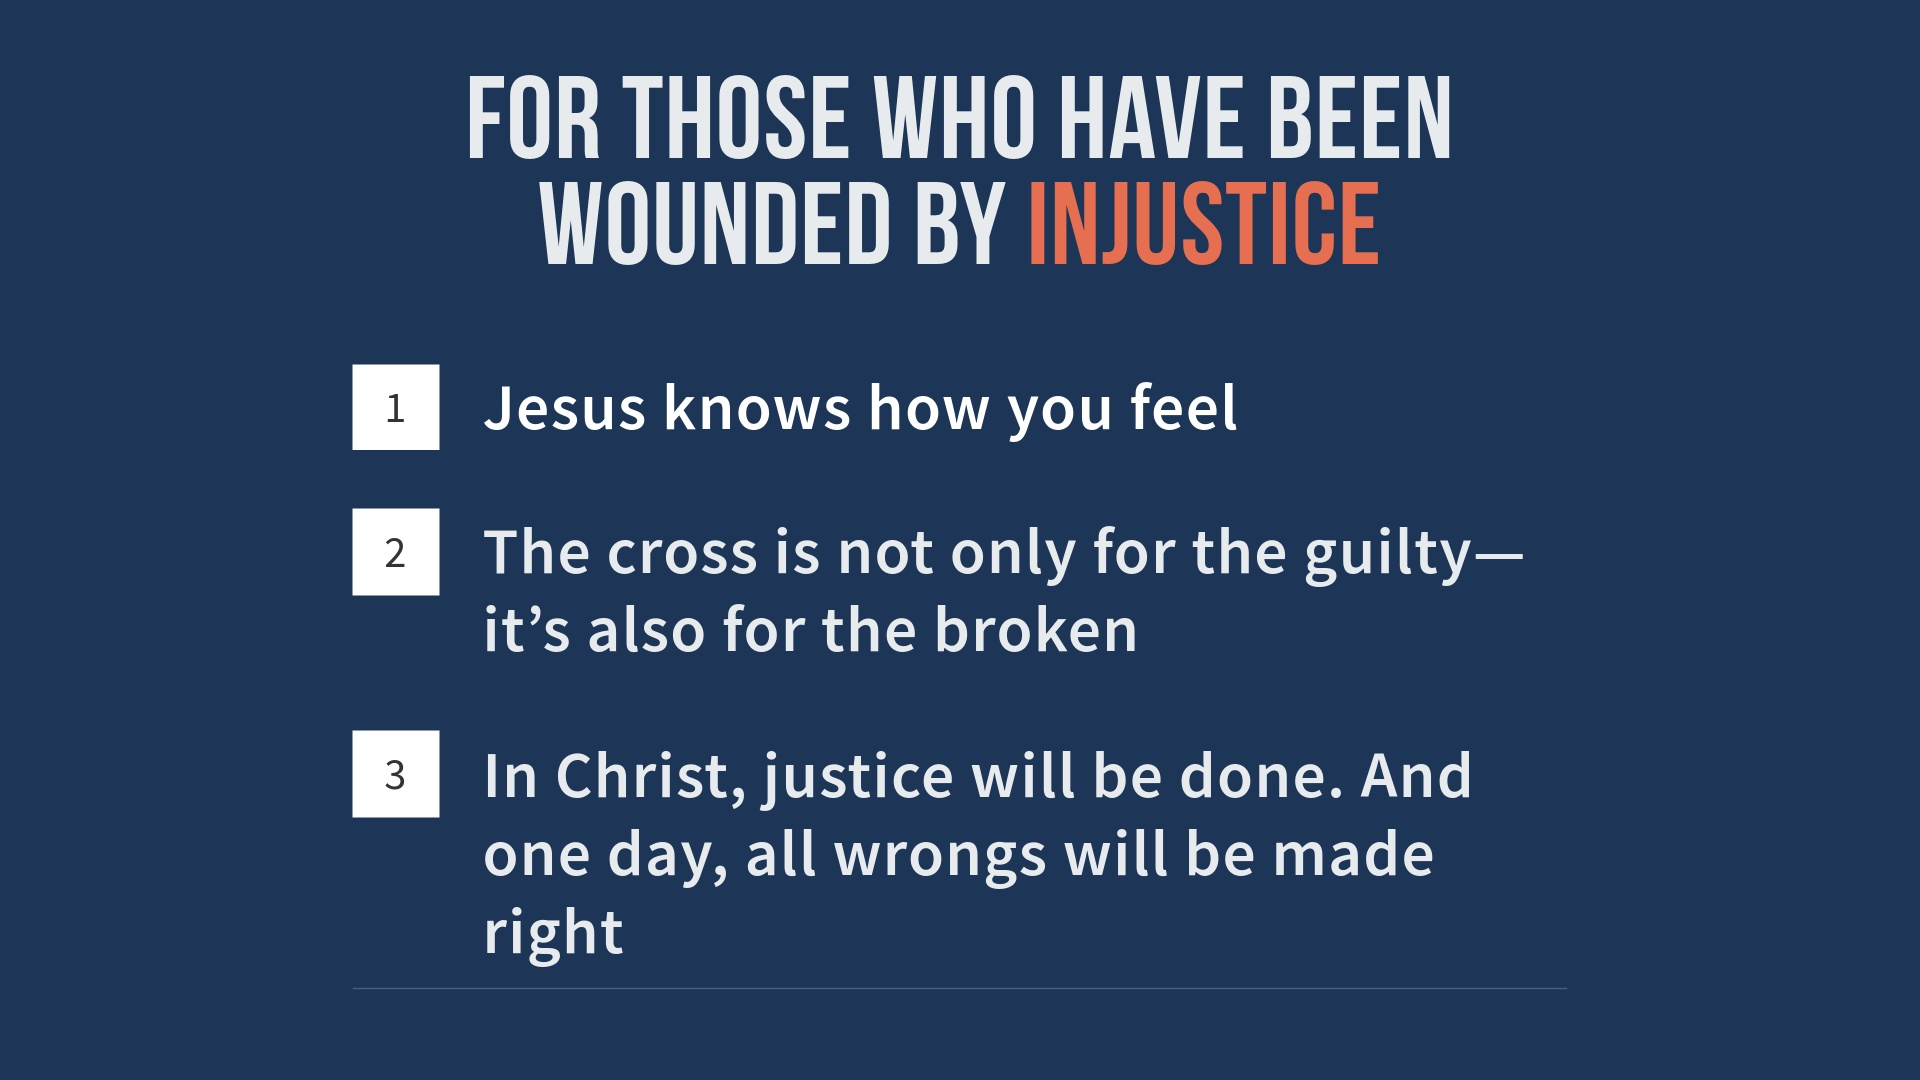 FOR THOSE WHO HAVE BEEN
WOUNDED BY INJUSTICE
1 Jesus knows how you feel
2 The cross is not only for the guilty—
it’s also for the broken
3 In Christ, justice will be done. And
one day, all wrongs will be made
right